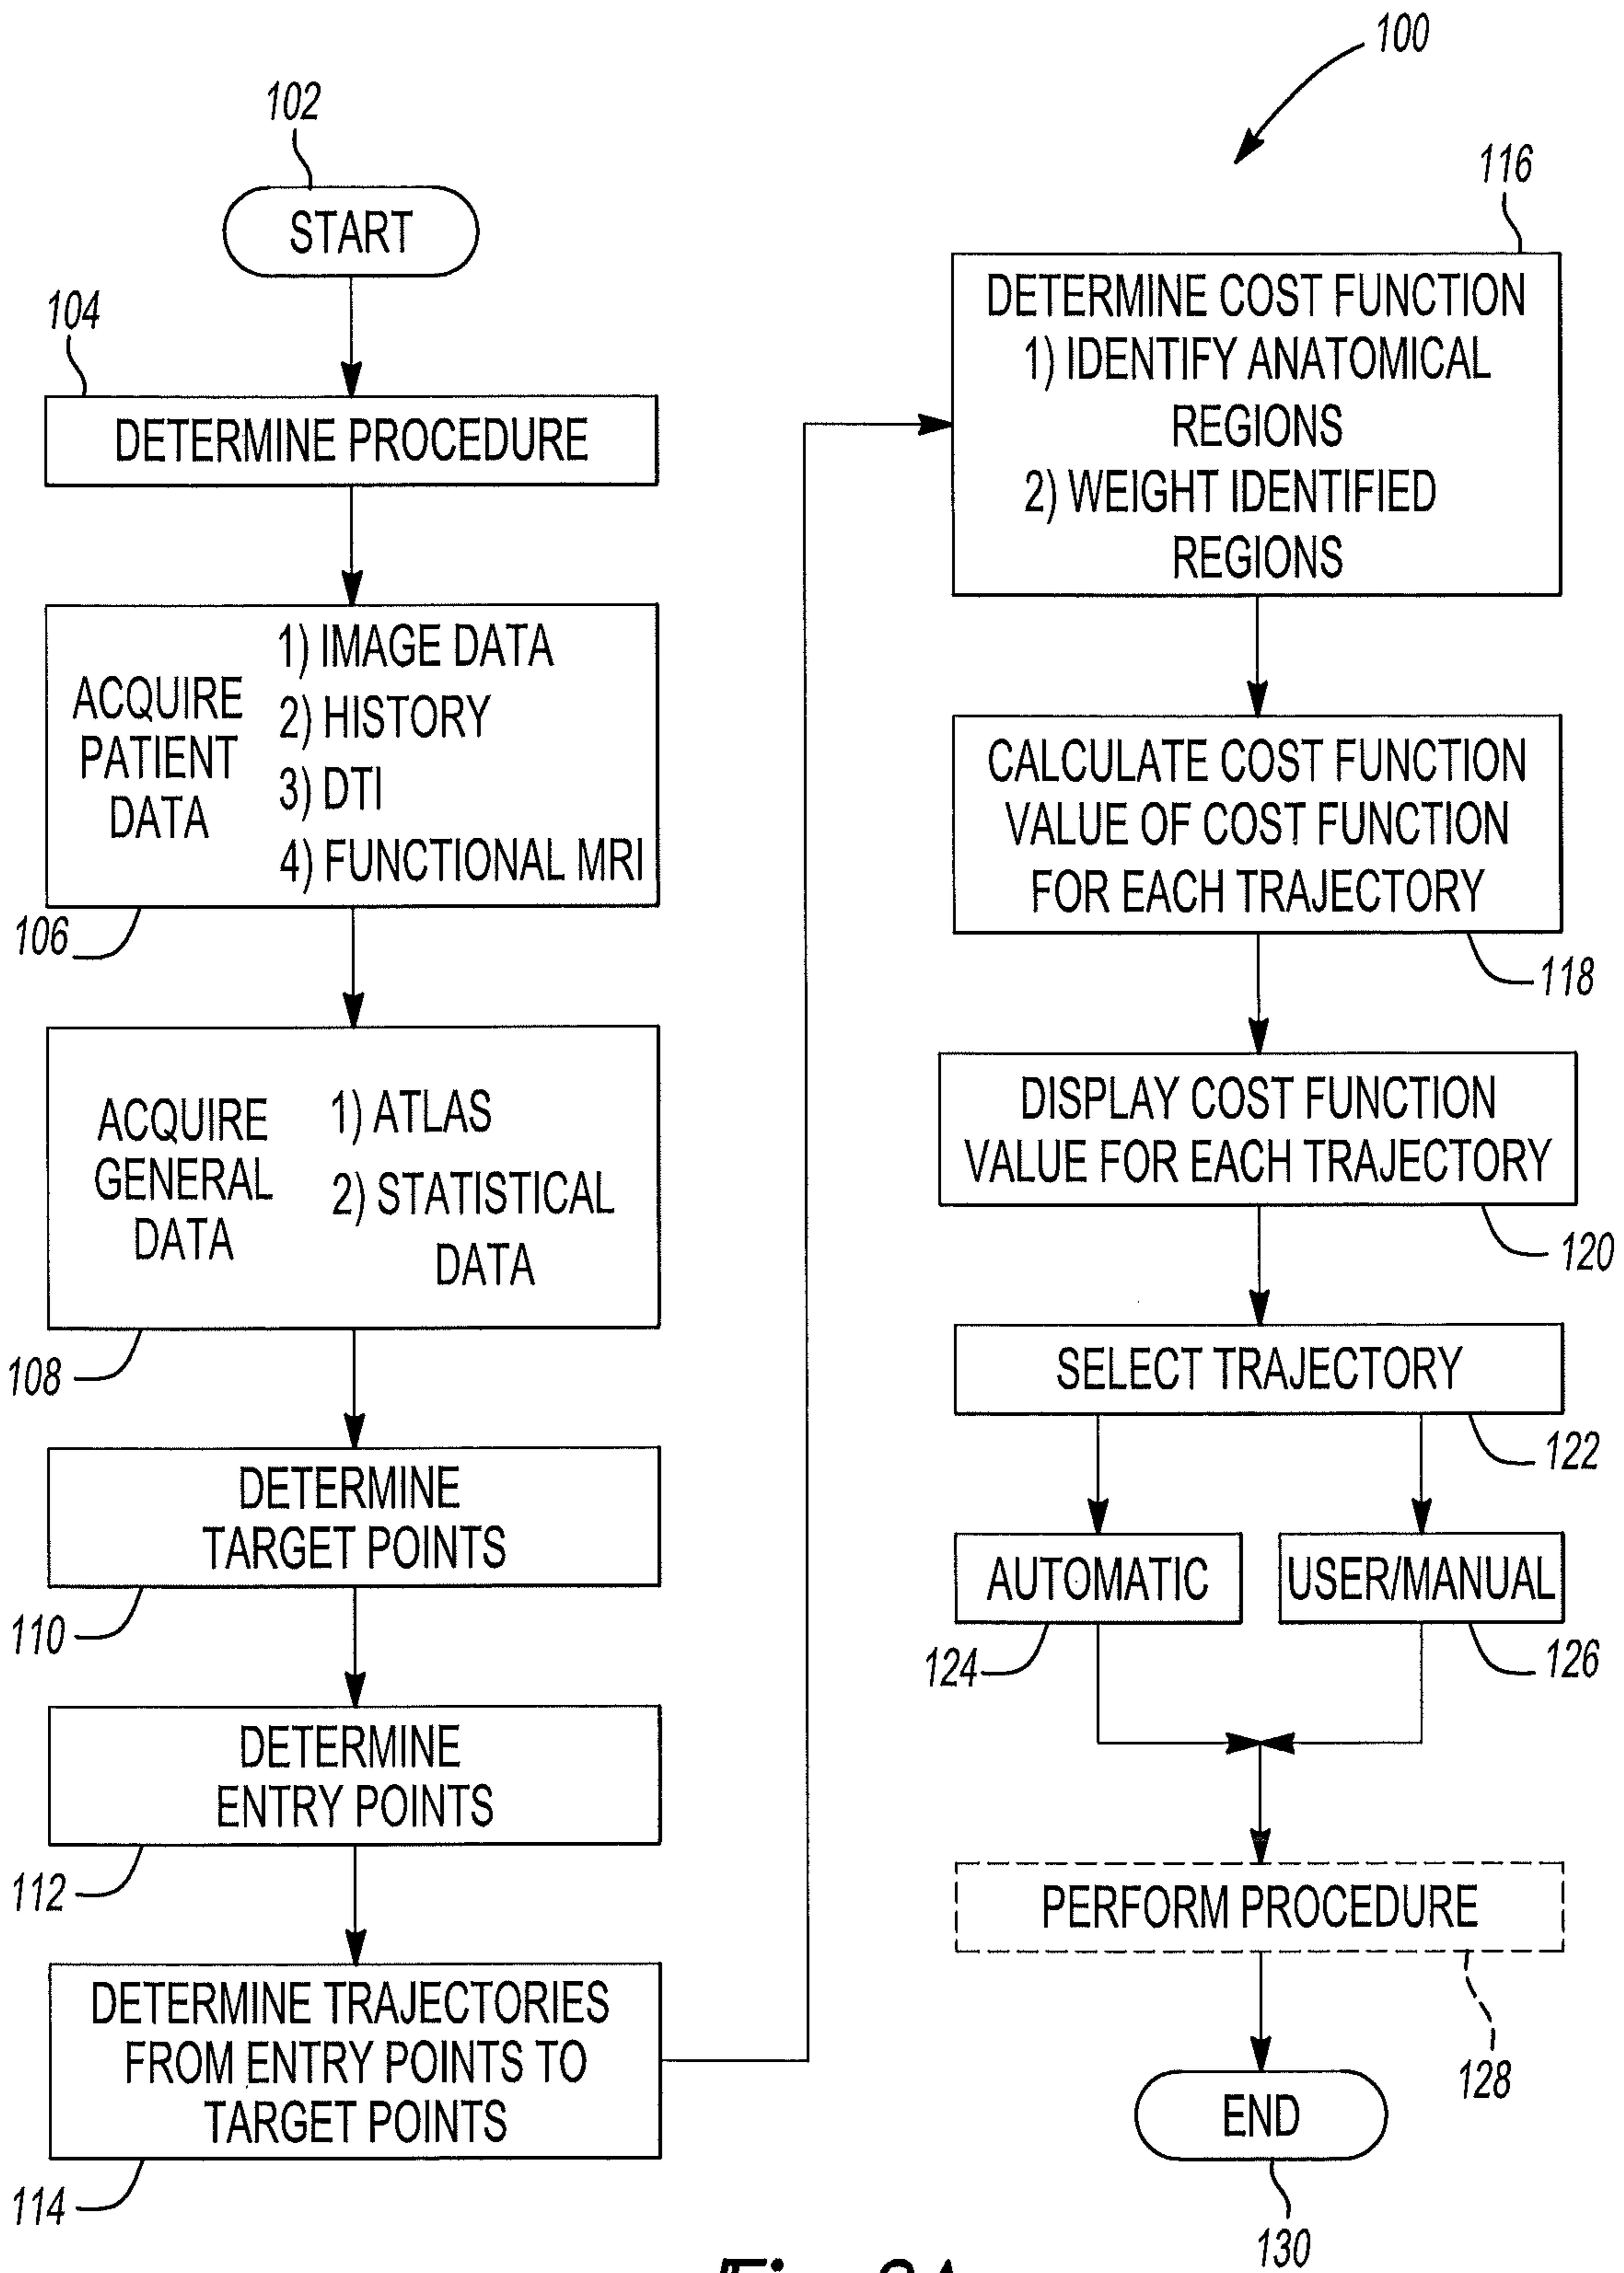 100
102
START
104
DETERMINE PROCEDURE
ACQUIRE
PATIENT
DATA
1) IMAGE DATA
2) HISTORY
3) DTI
4) FUNCTIONAL MRI
106
ACQUIRE
GENERAL
DATA
1) ATLAS
2) STATISTICAL
DATA
108
DETERMINE
TARGET POINTS
110
DETERMINE
ENTRY POINTS
112
DETERMINE TRAJECTORIES
FROM ENTRY POINTS TO
TARGET POINTS
114
116
DETERMINE COST FUNCTION
1) IDENTIFY ANATOMICAL
REGIONS
2) WEIGHT IDENTIFIED
REGIONS
CALCULATE COST FUNCTION
VALUE OF COST FUNCTION
FOR EACH TRAJECTORY
118
DISPLAY COST FUNCTION
VALUE FOR EACH TRAJECTORY
120
SELECT TRAJECTORY
122
AUTOMATIC
124
USER/MANUAL
126
PERFORM PROCEDURE
128
END
130